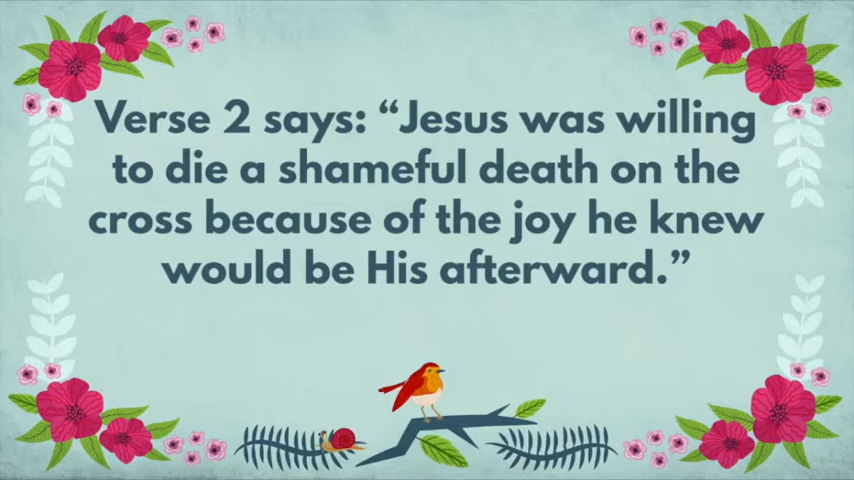 Verse 2 says: “Jesus was willing
to die a shameful death on the
cross because of the joy he knew
would be His afterward.”